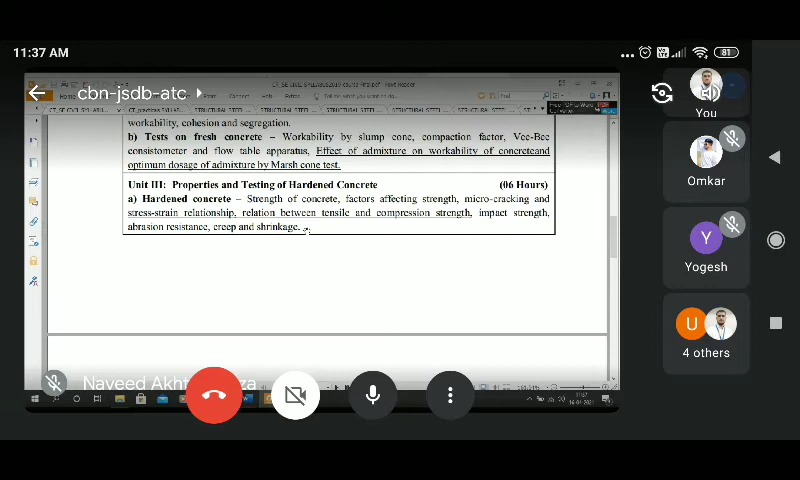 11:37 AM
81
cbn-jsdb-atc
workability, cohesion and segregation.
b) Tests on fresh concrete – Workability by slump cone, compaction factor, Vee-Bee
consistometer and flow table apparatus, Effect of admixture on workability of concreteand
optimum dosage of admixture by Marsh cone test.
Unit III: Properties and Testing of Hardened Concrete (06 Hours)
a) Hardened concrete – Strength of concrete, factors affecting strength, micro-cracking and
stress-strain relationship, relation between tensile and compression strength, impact strength,
abrasion resistance, creep and shrinkage.
Naveed
You
Omkar
Y
Yogesh
U
4 others